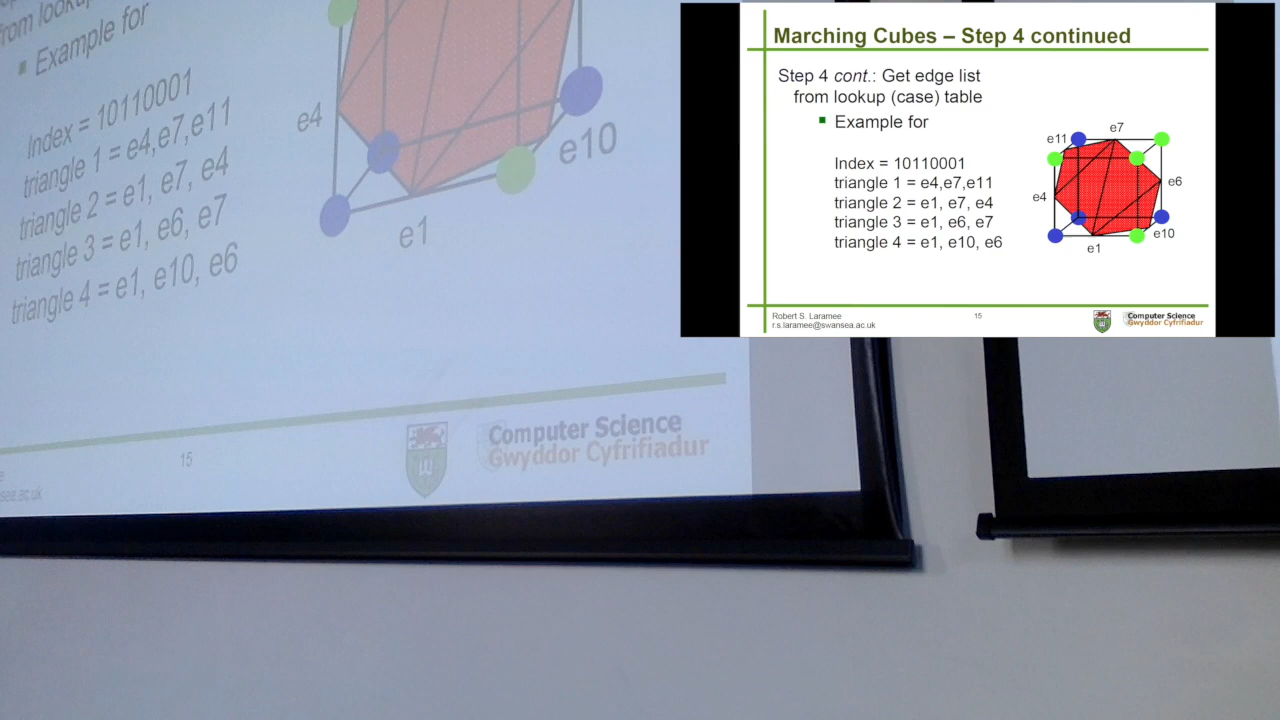 from looku
Example for
Index = 10110001
triangle 1 = e4,e7,e11
triangle 2 = e1, e7, e4
triangle 3 = e1, e6, e7
triangle 4 = e1, e10, e6
e4
e10
e1
15
sea.ac.uk
Computer Science
Gwyddor Cyfrifiadur
Marching Cubes – Step 4 continued
Step 4 cont.: Get edge list
from lookup (case) table
Example for
Index = 10110001
triangle 1 = e4,e7,e11
triangle 2 = e1, e7, e4
triangle 3 = e1, e6, e7
triangle 4 = e1, e10, e6
e7
e11
e6
e4
e10
e1
Robert S. Laramee
r.s.laramee@swansea.ac.uk
15
Computer Science
Gwyddor Cyfrifiadur